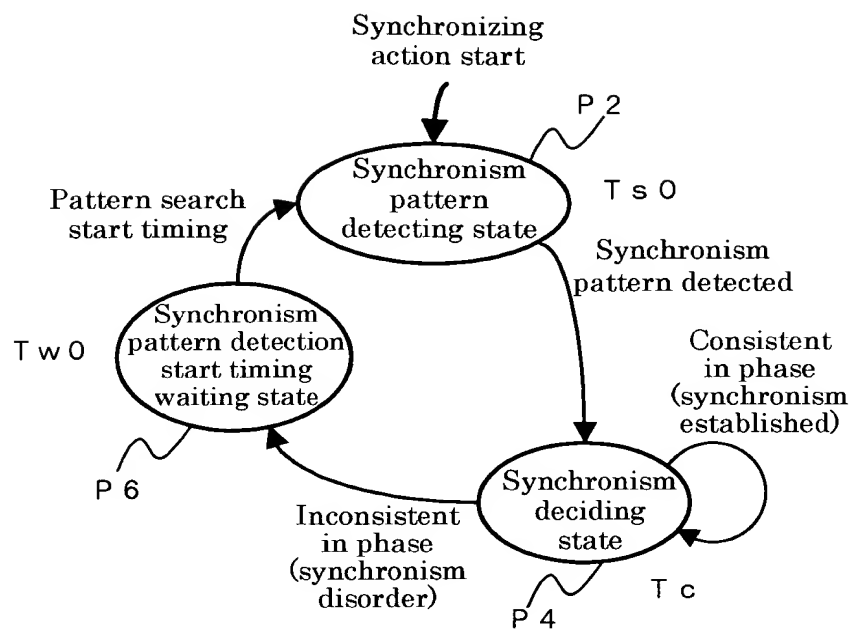 Synchronizing
action start
P 2
Synchronism
pattern
detecting state
T s 0
Pattern search
start timing
Synchronism
pattern detected
Synchronism
pattern detection
start timing
waiting state
T w 0
P 6
Consistent
in phase
(synchronism
established)
Synchronism
deciding
state
Inconsistent
in phase
(synchronism
disorder)
P 4
T c